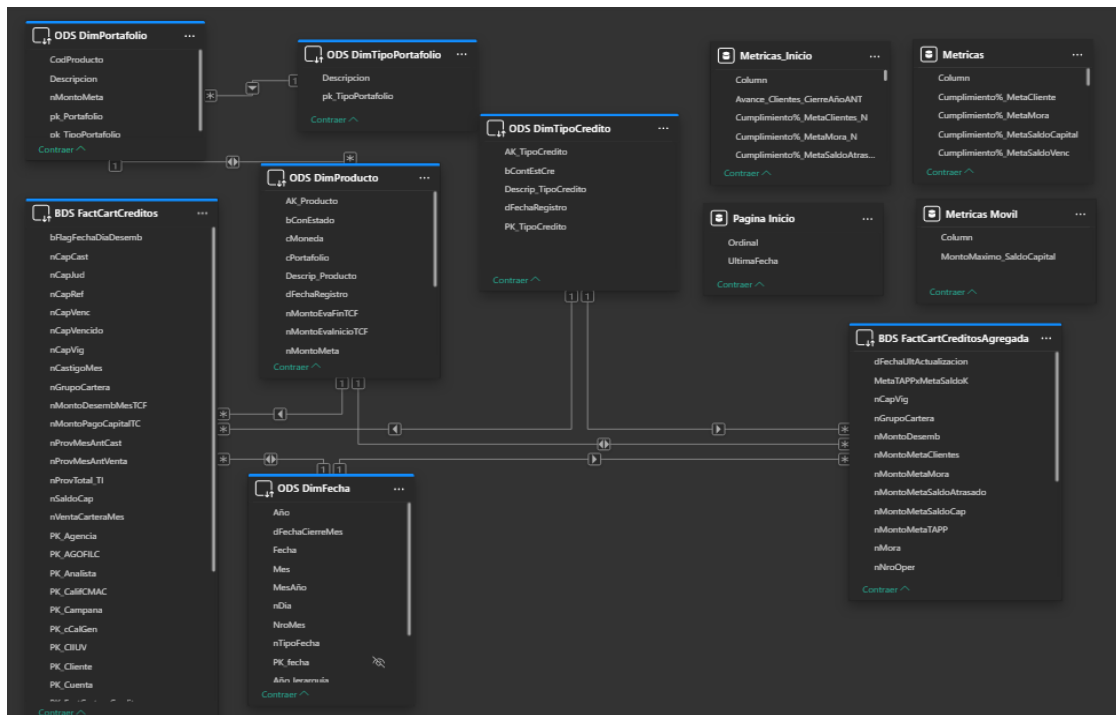 ODS DimPortafolio
CodProducto
Descripcion
nMontoMeta
pk_Portafolio
pk_TipoPortafolio
Contraer
ODS DimTipoPortafolio
Descripcion
pk_TipoPortafolio
Contraer
ODS DimTipoCredito
AK_TipoCredito
bContEstCre
Descrip_TipoCredito
dFechaRegistro
PK_TipoCredito
Contraer
Metricas_Inicio
Column
Avance_Clientes_CierreAñoANT
Cumplimiento%_MetaClientes_N
Cumplimiento%_MetaMora_N
Cumplimiento%_MetaSaldoAtras...
Contraer
Metricas
Column
Cumplimiento%_MetaCliente
Cumplimiento%_MetaMora
Cumplimiento%_MetaSaldoCapital
Cumplimiento%_MetaSaldoVenc
Contraer
ODS DimProducto
AK_Producto
bConEstado
cMoneda
cPortafolio
Descrip_Producto
dFechaRegistro
nMontoEvaFinTCF
nMontoEvaInicioTCF
nMontoMeta
Contraer
BDS FactCartCreditos
bFlagFechaDiaDesemb
nCapCast
nCapJud
nCapRef
nCapVenc
nCapVencido
nCapVig
nCastigoMes
nGrupoCartera
nMontoDesembMesTCF
nMontoPagoCapitalTC
nProvMesAntCast
nProvMesAntVenta
nProvTotal_TI
nSaldoCap
nVentaCarteraMes
PK_Agencia
PK_AGOFILC
PK_Analista
PK_CalifCMAC
PK_Campana
PK_cCalGen
PK_CIIUV
PK_Cliente
PK_Cuenta
Contraer
Pagina Inicio
Ordinal
UltimaFecha
Contraer
Metricas Movil
Column
MontoMaximo_SaldoCapital
Contraer
BDS FactCartCreditosAgregada
dFechaUltActualizacion
MetaTAPPxMetaSaldoK
nCapVig
nGrupoCartera
nMontoDesemb
nMontoMetaClientes
nMontoMetaMora
nMontoMetaSaldoAtrasado
nMontoMetaSaldoCap
nMontoMetaTAPP
nMora
nNroOper
Contraer
ODS DimFecha
Año
dFechaCierreMes
Fecha
Mes
MesAño
nDia
NroMes
nTipoFecha
PK_fecha
Año Jerarquia
Contraer